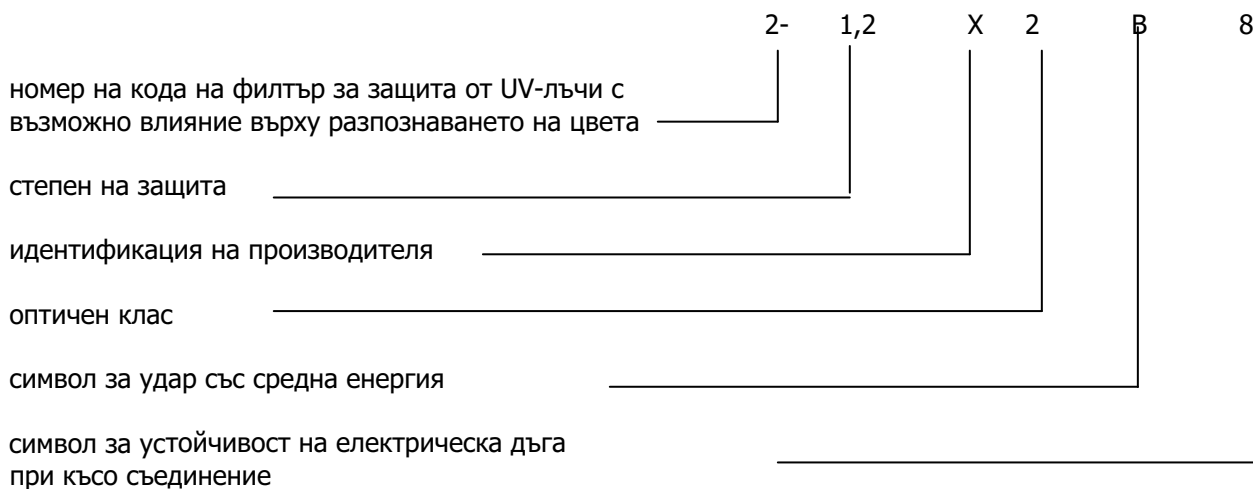 2- 1,2 X 2 B 8
номер на кода на филтър за защита от UV-лъчи с
възможно влияние върху разпознаването на цвета
степен на защита
идентификация на производителя
оптичен клас
символ за удар със средна енергия
символ за устойчивост на електрическа дъга
при късо съединение